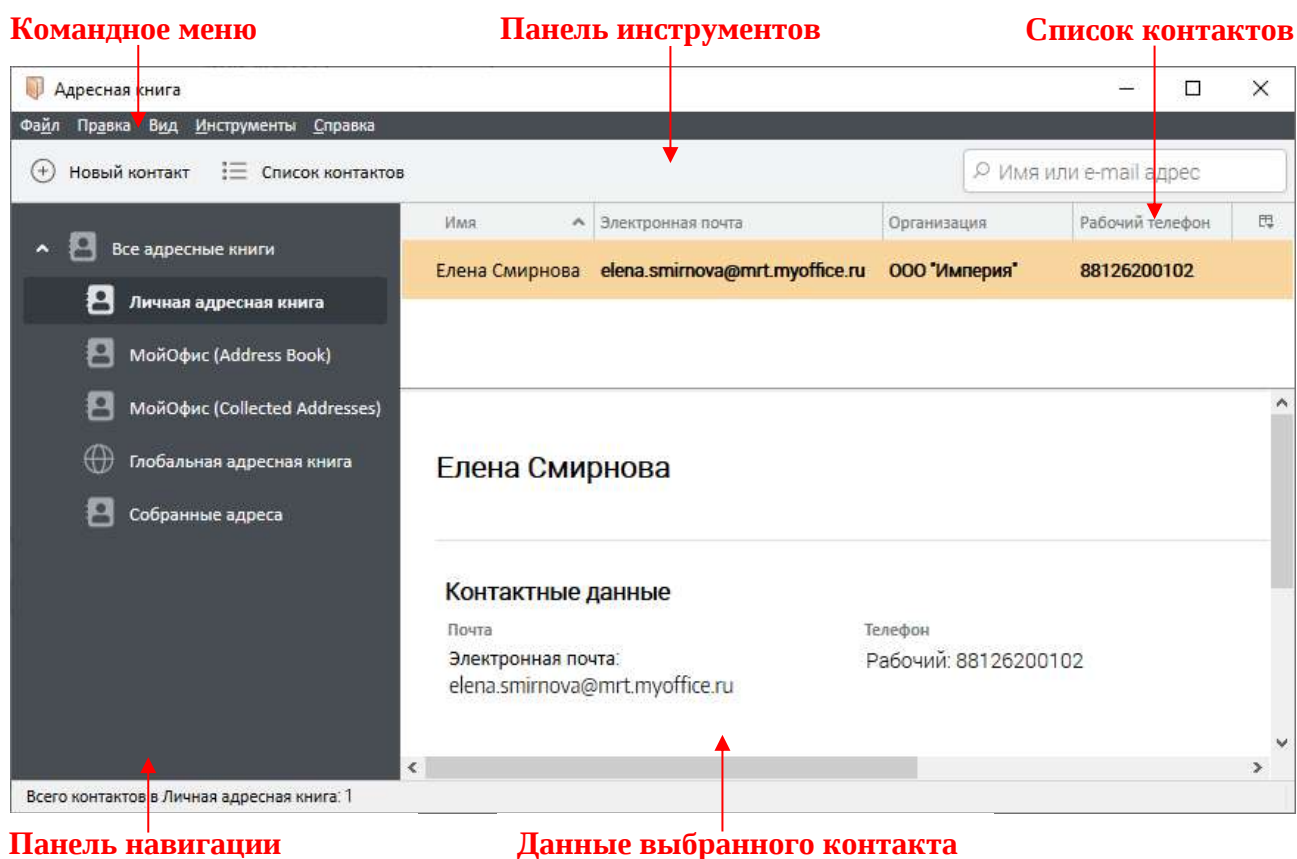 Командное меню Панель инструментов Список контактов
Адресная книга
Файл Правка Вид Инструменты Справка
Новый контакт Список контактов Имя или e-mail адрес
Имя Электронная почта Организация Рабочий телефон
Все адресные книги
Елена Смирнова elena.smirnova@mrt.myoffice.ru ООО "Империя" 88126200102
Личная адресная книга
МойОфис (Address Book)
МойОфис (Collected Addresses)
Глобальная адресная книга
Собранные адреса
Елена Смирнова
Контактные данные
Почта Телефон
Электронная почта: Рабочий: 88126200102
elena.smirnova@mrt.myoffice.ru
Всего контактов в Личная адресная книга: 1
Панель навигации Данные выбранного контакта